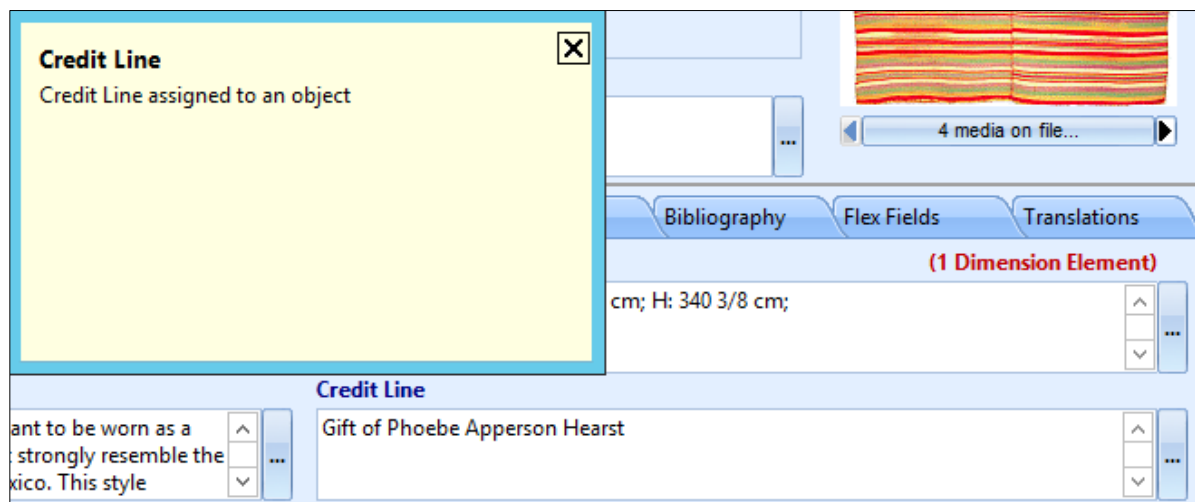 Credit Line
Credit Line assigned to an object
...
4 media on file...
Bibliography
Flex Fields
Translations
(1 Dimension Element)
cm; H: 340 3/8 cm;
...
Credit Line
ant to be worn as a
strongly resemble the
xico. This style
...
Gift of Phoebe Apperson Hearst
...